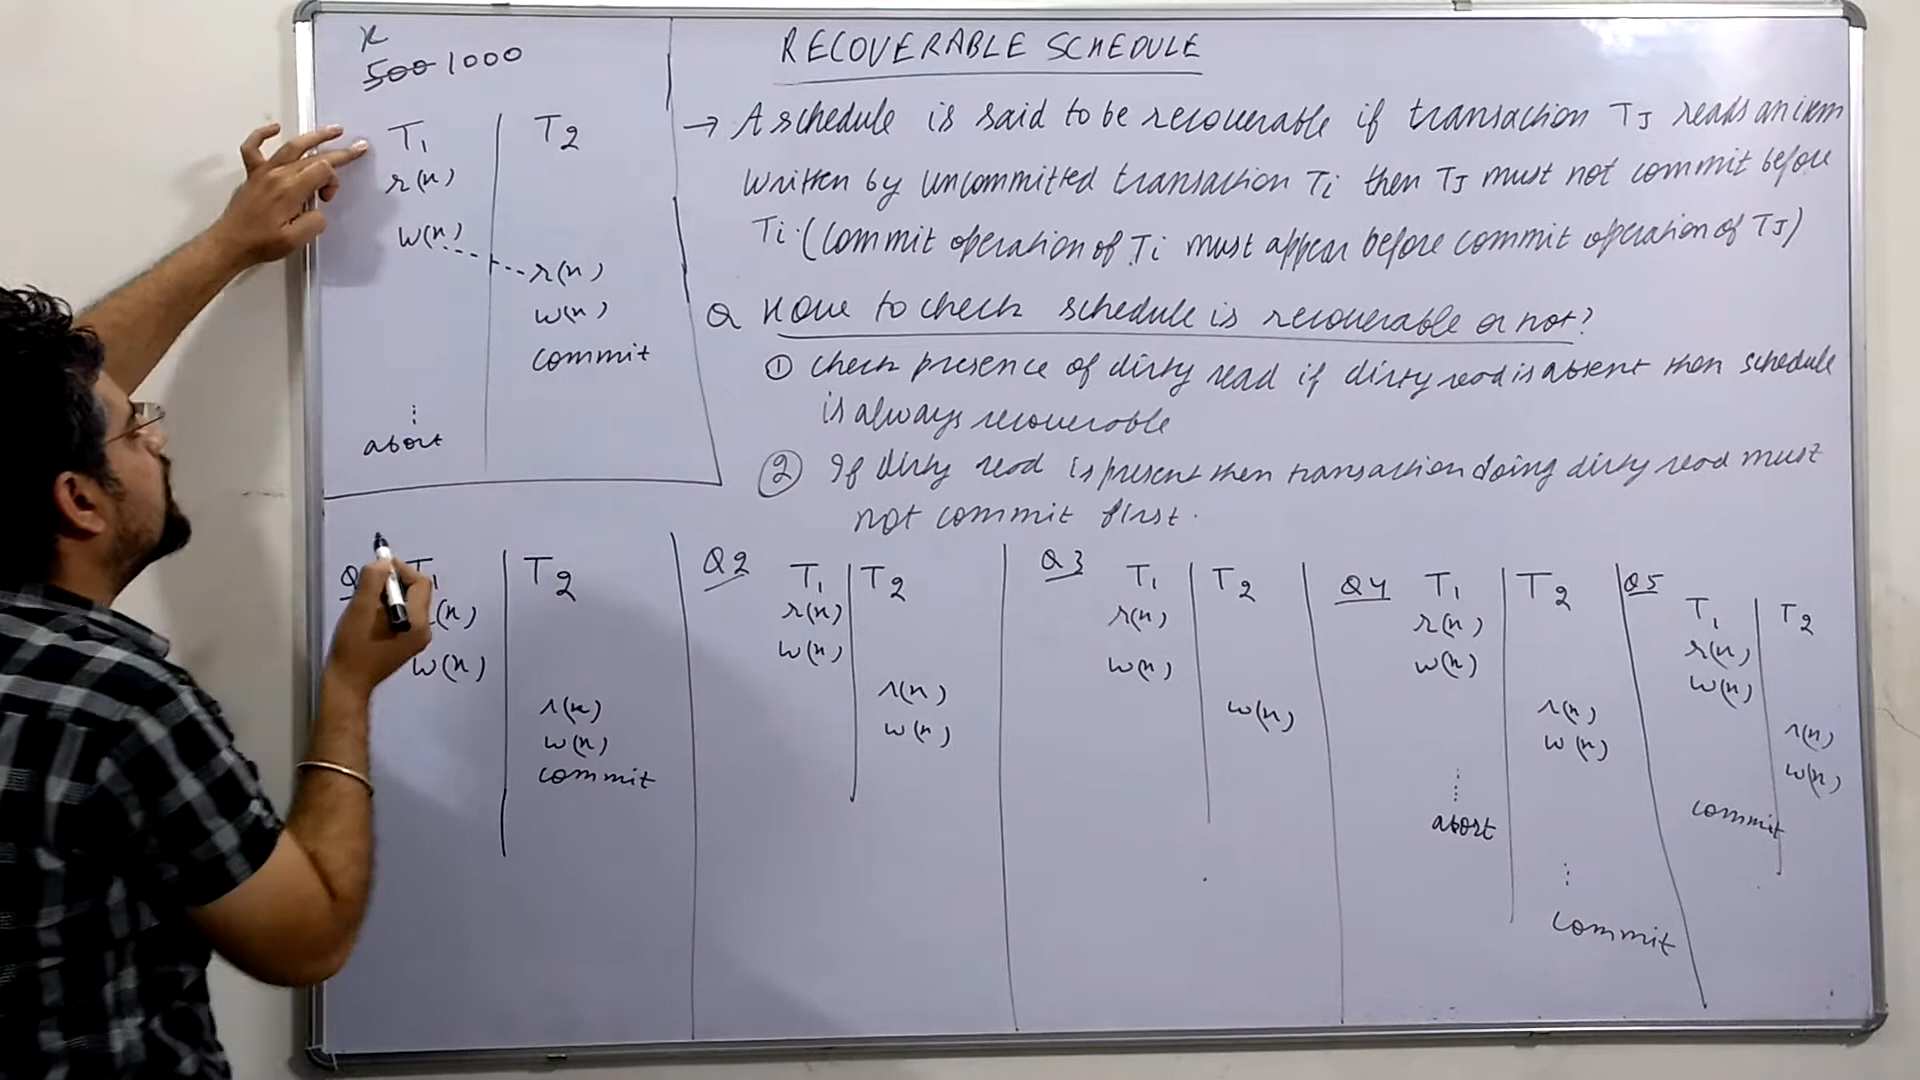 x
500 1000
T1 T2
r(x)
w(x)
r(x)
w(x)
commit
abort
RECOVERABLE SCHEDULE
→ A schedule is said to be recoverable if transaction TJ reads an item
written by uncommitted transaction Ti then TJ must not commit before
Ti. (commit operation of Ti must appear before commit operation of TJ)
Q How to check schedule is recoverable or not?
① check presence of dirty read if dirty read is absent then schedule
is always recoverable
② If dirty read is present then transaction doing dirty read must
not commit first.
Q T1 T2
(x)
w(x)
r(x)
w(x)
commit
Q2 T1 T2
r(x)
w(x)
r(x)
w(x)
Q3 T1 T2
r(x)
w(x)
w(x)
Q4 T1 T2
r(x)
w(x)
r(x)
w(x)
abort
commit
Q5 T1 T2
r(x)
w(x)
r(x)
w(x)
commit